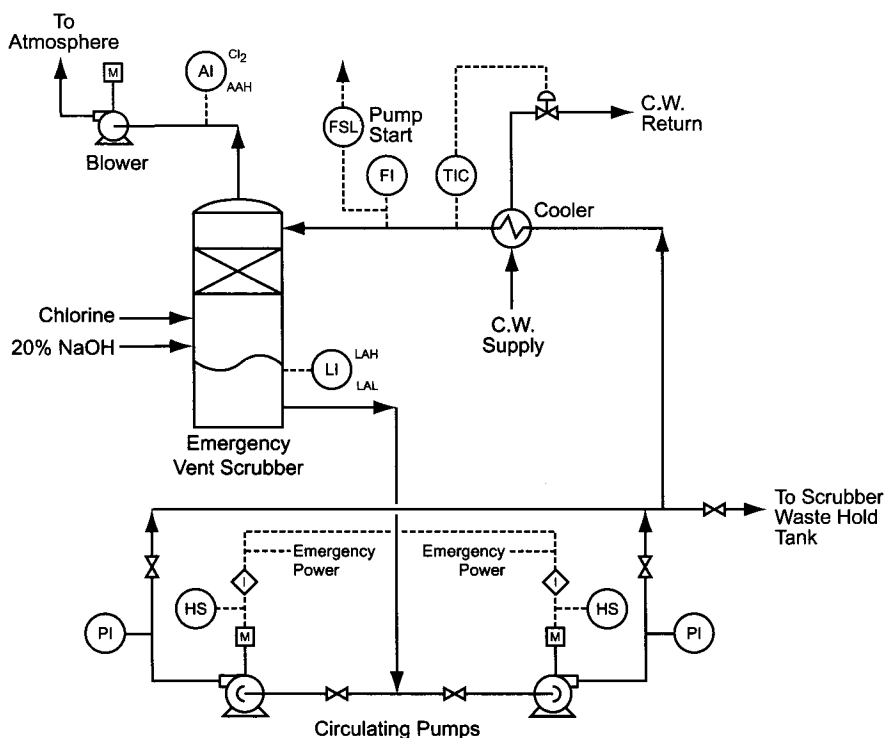 To
Atmosphere
M
AI
Cl₂
AAH
Blower
FSL
Pump
Start
FI
TIC
C.W.
Return
Cooler
C.W.
Supply
Chlorine
20% NaOH
LI
LAH
LAL
Emergency
Vent Scrubber
To Scrubber
Waste Hold
Tank
Emergency
Power
Emergency
Power
I
I
HS
HS
M
M
PI
PI
Circulating Pumps